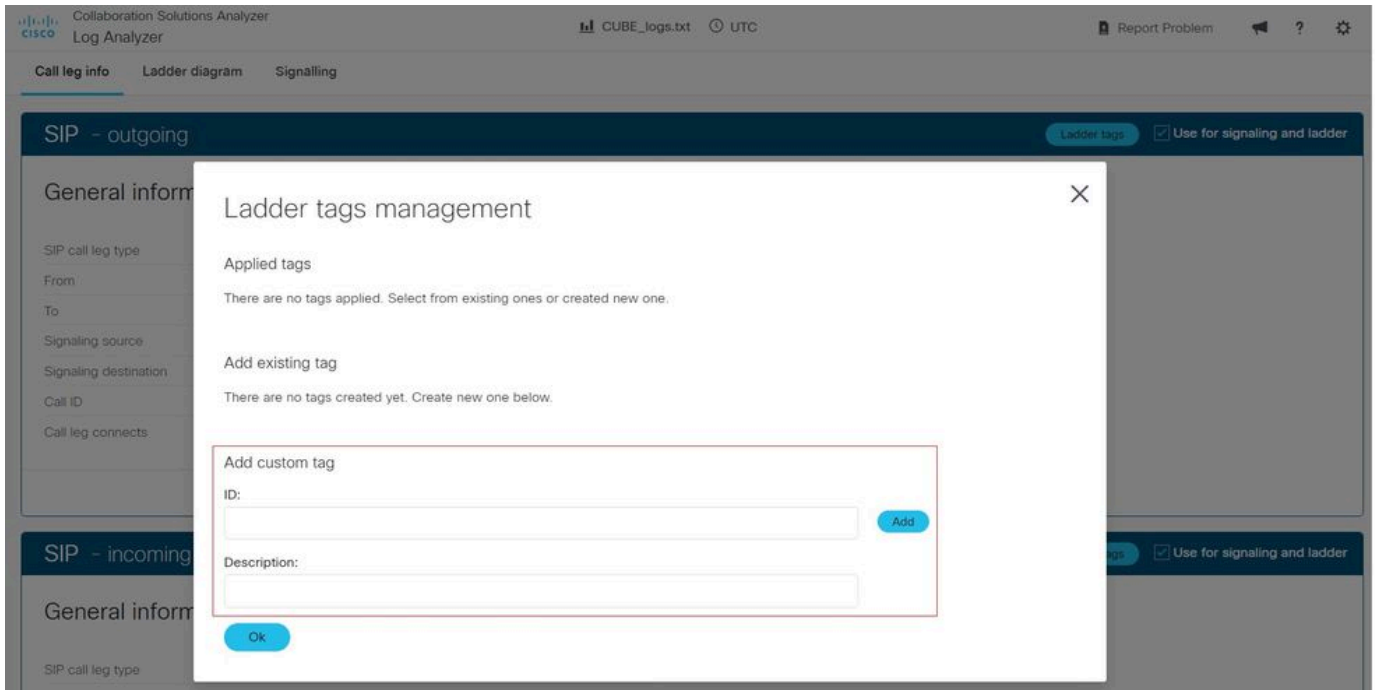 Collaboration Solutions Analyzer
CISCO
Log Analyzer
CUBE_logs.txt
UTC
Report Problem
?
Call leg info
Ladder diagram
Signalling
SIP - outgoing
Ladder tags
Use for signaling and ladder
General inform
SIP call leg type
From
To
Signaling source
Signaling destination
Call ID
Call leg connects
Ladder tags management
Applied tags
There are no tags applied. Select from existing ones or created new one.
Add existing tag
There are no tags created yet. Create new one below.
Add custom tag
ID:
Add
Description:
Ok
SIP - incoming
ags
Use for signaling and ladder
General inform
SIP call leg type